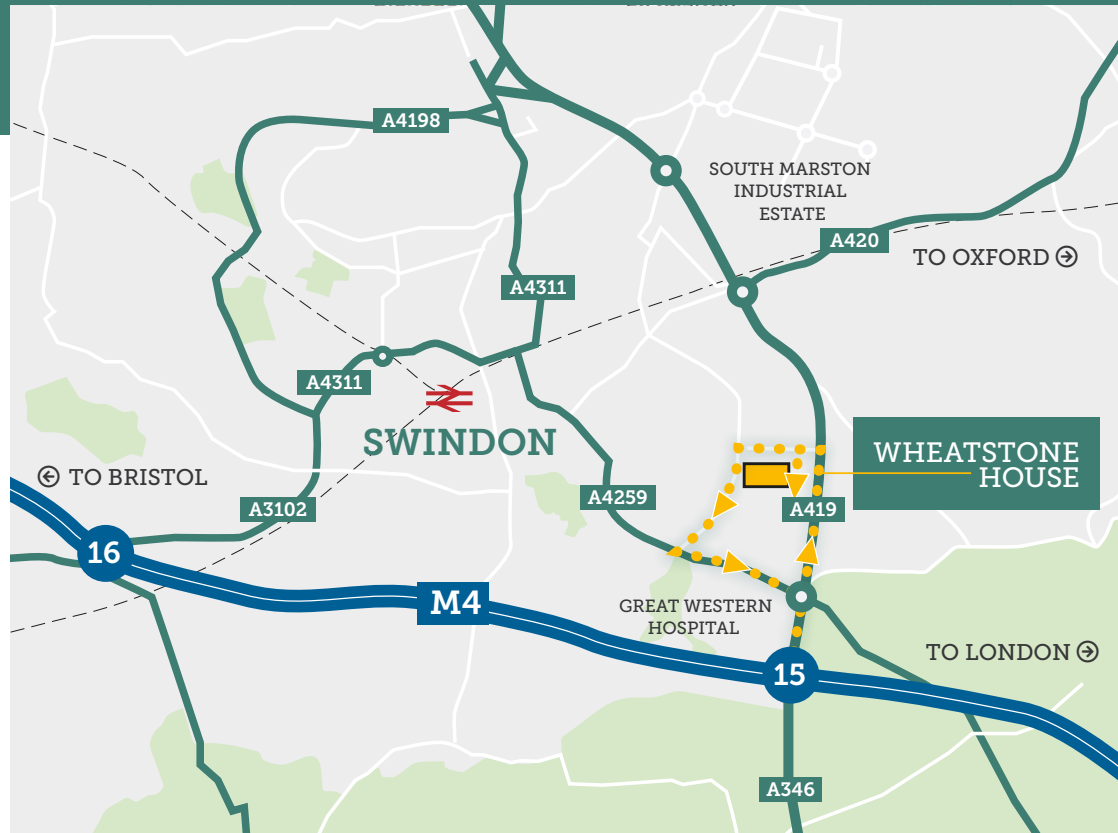 A4198
SOUTH MARSTON
INDUSTRIAL
ESTATE
A420
TO OXFORD
A4311
A4311
SWINDON
WHEATSTONE
HOUSE
TO BRISTOL
A4259
A419
A3102
16
M4
GREAT WESTERN
HOSPITAL
TO LONDON
15
A346